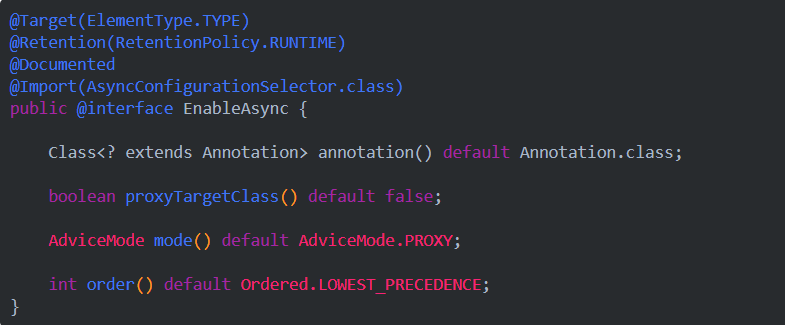 @Target(ElementType.TYPE)
@Retention(RetentionPolicy.RUNTIME)
@Documented
@Import(AsyncConfigurationSelector.class)
public @interface EnableAsync {
Class<? extends Annotation> annotation() default Annotation.class;
boolean proxyTargetClass() default false;
AdviceMode mode() default AdviceMode.PROXY;
int order() default Ordered.LOWEST_PRECEDENCE;
}